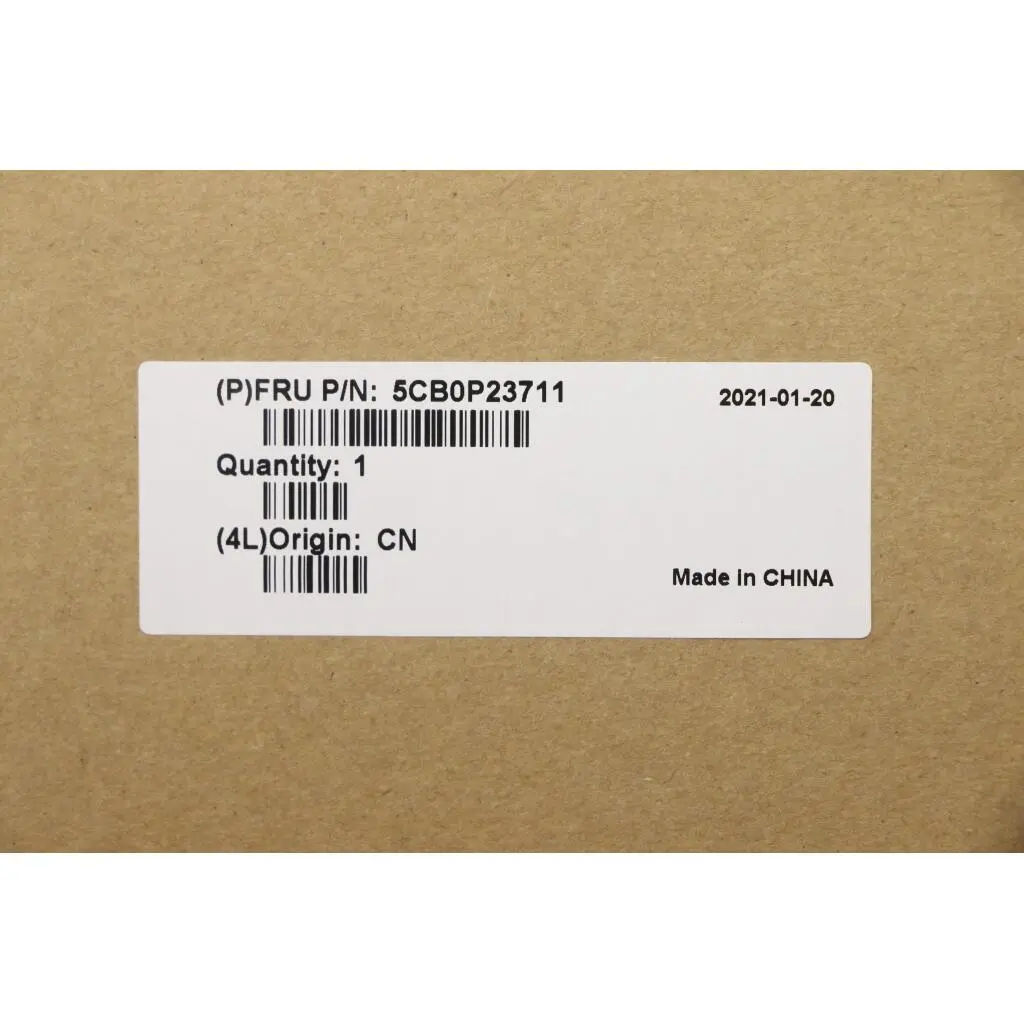 (P)FRU P/N: 5CB0P23711
2021-01-20
Quantity: 1
(4L)Origin: CN
Made In CHINA